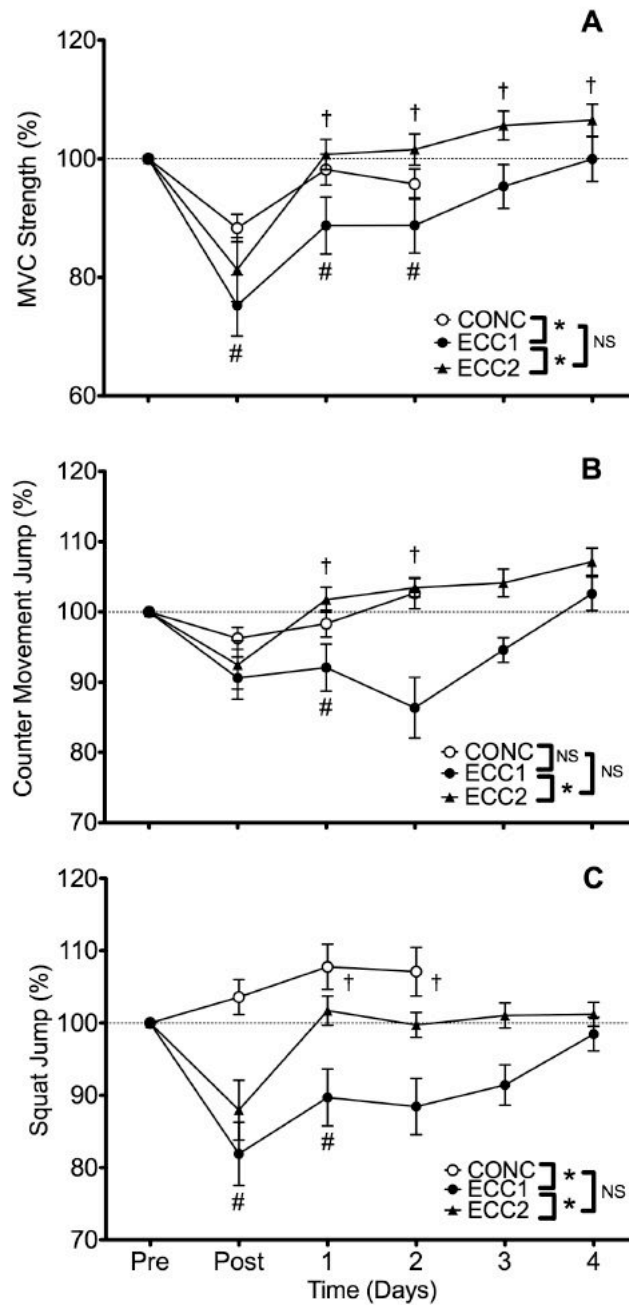 A
120
100
80
60
MVC Strength (%)
† † † †
# # #
CONC
ECC1
ECC2
* * NS
B
120
110
100
90
80
70
Counter Movement Jump (%)
† †
#
CONC
ECC1
ECC2
NS * NS
C
120
110
100
90
80
70
Squat Jump (%)
† †
# #
CONC
ECC1
ECC2
* * NS
Pre Post 1 2 3 4
Time (Days)